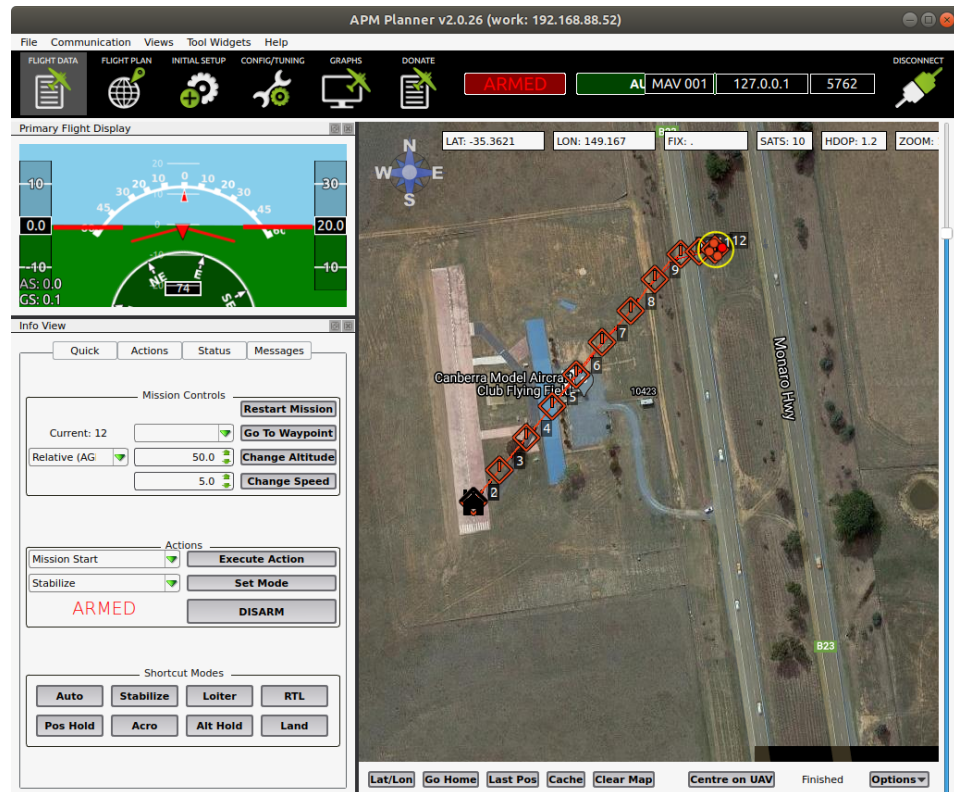 APM Planner v2.0.26 (work: 192.168.88.52)
File Communication Views Tool Widgets Help
FLIGHT DATA FLIGHT PLAN INITIAL SETUP CONFIG/TUNING GRAPHS DONATE DISCONNECT
ARMED AU MAV 001 127.0.0.1 5762
Primary Flight Display
LAT: -35.3621 LON: 149.167 FIX: . SATS: 10 HDOP: 1.2 ZOOM:
N
W E
S
20
10 0 10
30 20 20 30
45 45
60
-10
-10- -30-
0.0 20.0
-10- -10-
AS: 0.0
GS: 0.1
NE E SE
74
12
9
8
7
6
5
4
3
2
Canberra Model Aircraft
Club Flying Field
10423
Monaro Hwy
B23
Info View
Quick Actions Status Messages
Mission Controls
Restart Mission
Current: 12 Go To Waypoint
Relative (AG 50.0 Change Altitude
5.0 Change Speed
Actions
Mission Start Execute Action
Stabilize Set Mode
ARMED DISARM
Shortcut Modes
Auto Stabilize Loiter RTL
Pos Hold Acro Alt Hold Land
Lat/Lon Go Home Last Pos Cache Clear Map Centre on UAV Finished Options